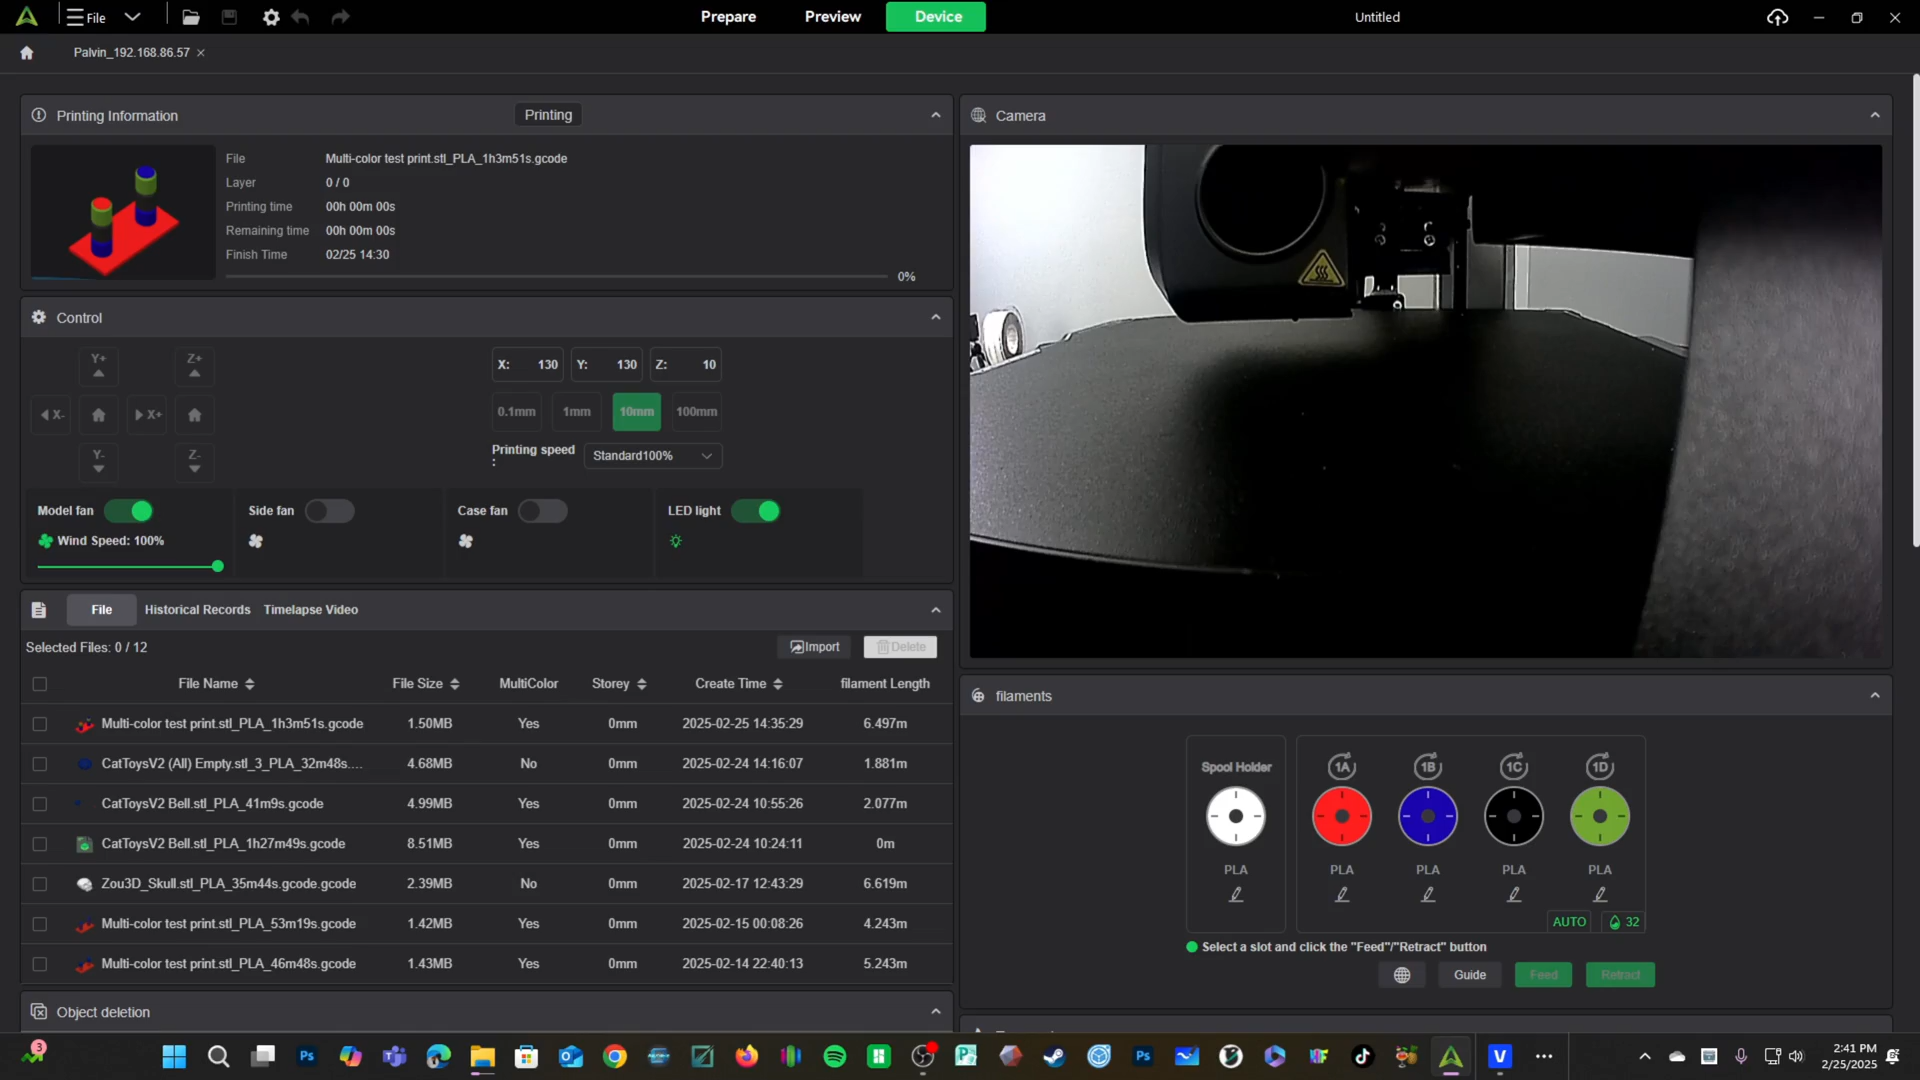 File
Prepare
Preview
Device
Untitled
Palvin_192.168.86.57
Printing Information
Printing
File Multi-color test print.stl_PLA_1h3m51s.gcode
Layer 0 / 0
Printing time 00h 00m 00s
Remaining time 00h 00m 00s
Finish Time 02/25 14:30
0%
Control
Y+
Z+
X-
X+
Y-
Z-
X: 130 Y: 130 Z: 10
0.1mm 1mm 10mm 100mm
Printing speed : Standard100%
Model fan
Wind Speed: 100%
Side fan
Case fan
LED light
File Historical Records Timelapse Video
Selected Files: 0 / 12
Import Delete
File Name File Size MultiColor Storey Create Time filament Length
Multi-color test print.stl_PLA_1h3m51s.gcode 1.50MB Yes 0mm 2025-02-25 14:35:29 6.497m
CatToysV2 (All) Empty.stl_3_PLA_32m48s.... 4.68MB No 0mm 2025-02-24 14:16:07 1.881m
CatToysV2 Bell.stl_PLA_41m9s.gcode 4.99MB Yes 0mm 2025-02-24 10:55:26 2.077m
CatToysV2 Bell.stl_PLA_1h27m49s.gcode 8.51MB Yes 0mm 2025-02-24 10:24:11 0m
Zou3D_Skull.stl_PLA_35m44s.gcode.gcode 2.39MB No 0mm 2025-02-17 12:43:29 6.619m
Multi-color test print.stl_PLA_53m19s.gcode 1.42MB Yes 0mm 2025-02-15 00:08:26 4.243m
Multi-color test print.stl_PLA_46m48s.gcode 1.43MB Yes 0mm 2025-02-14 22:40:13 5.243m
Object deletion
Camera
filaments
Spool Holder 1A 1B 1C 1D
PLA PLA PLA PLA PLA
AUTO 32
Select a slot and click the "Feed"/"Retract" button
Guide Feed Retract
3
Ps
Ps
V
2:41 PM
2/25/2025